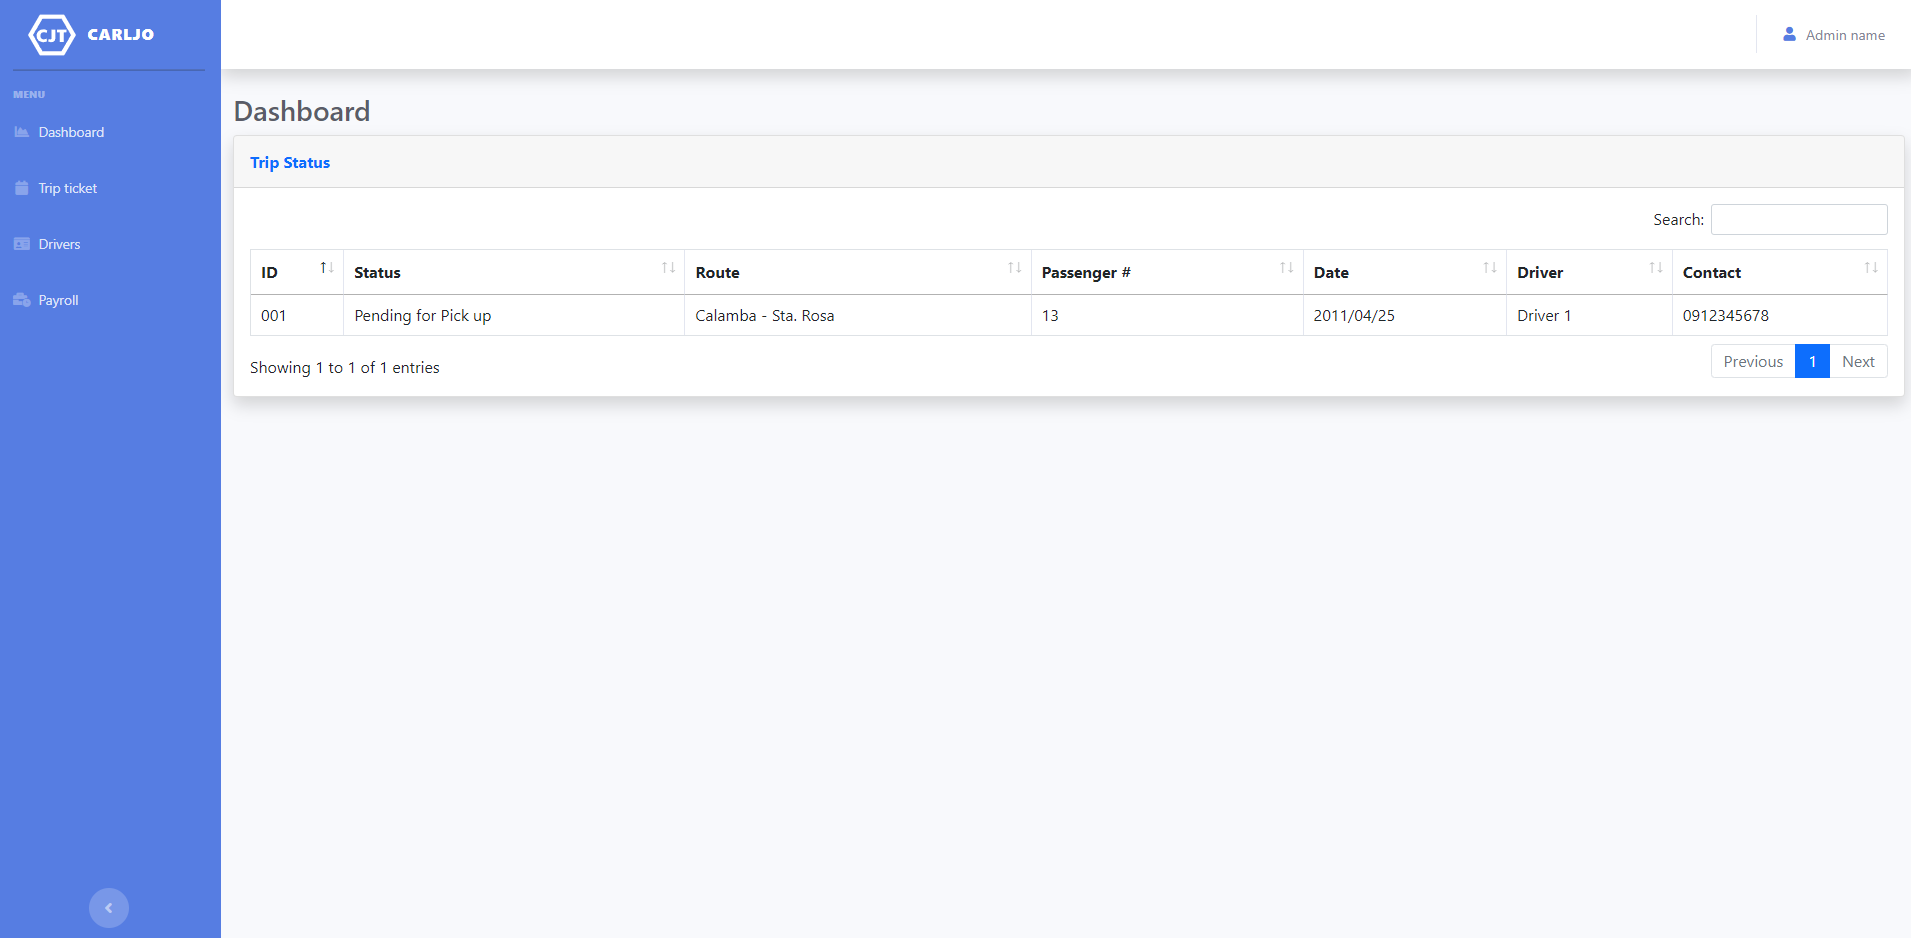 CJT CARLJO
Admin name
MENU
Dashboard
Trip ticket
Drivers
Payroll
Dashboard
Trip Status
Search:
ID Status Route Passenger # Date Driver Contact
001 Pending for Pick up Calamba - Sta. Rosa 13 2011/04/25 Driver 1 0912345678
Showing 1 to 1 of 1 entries
Previous 1 Next